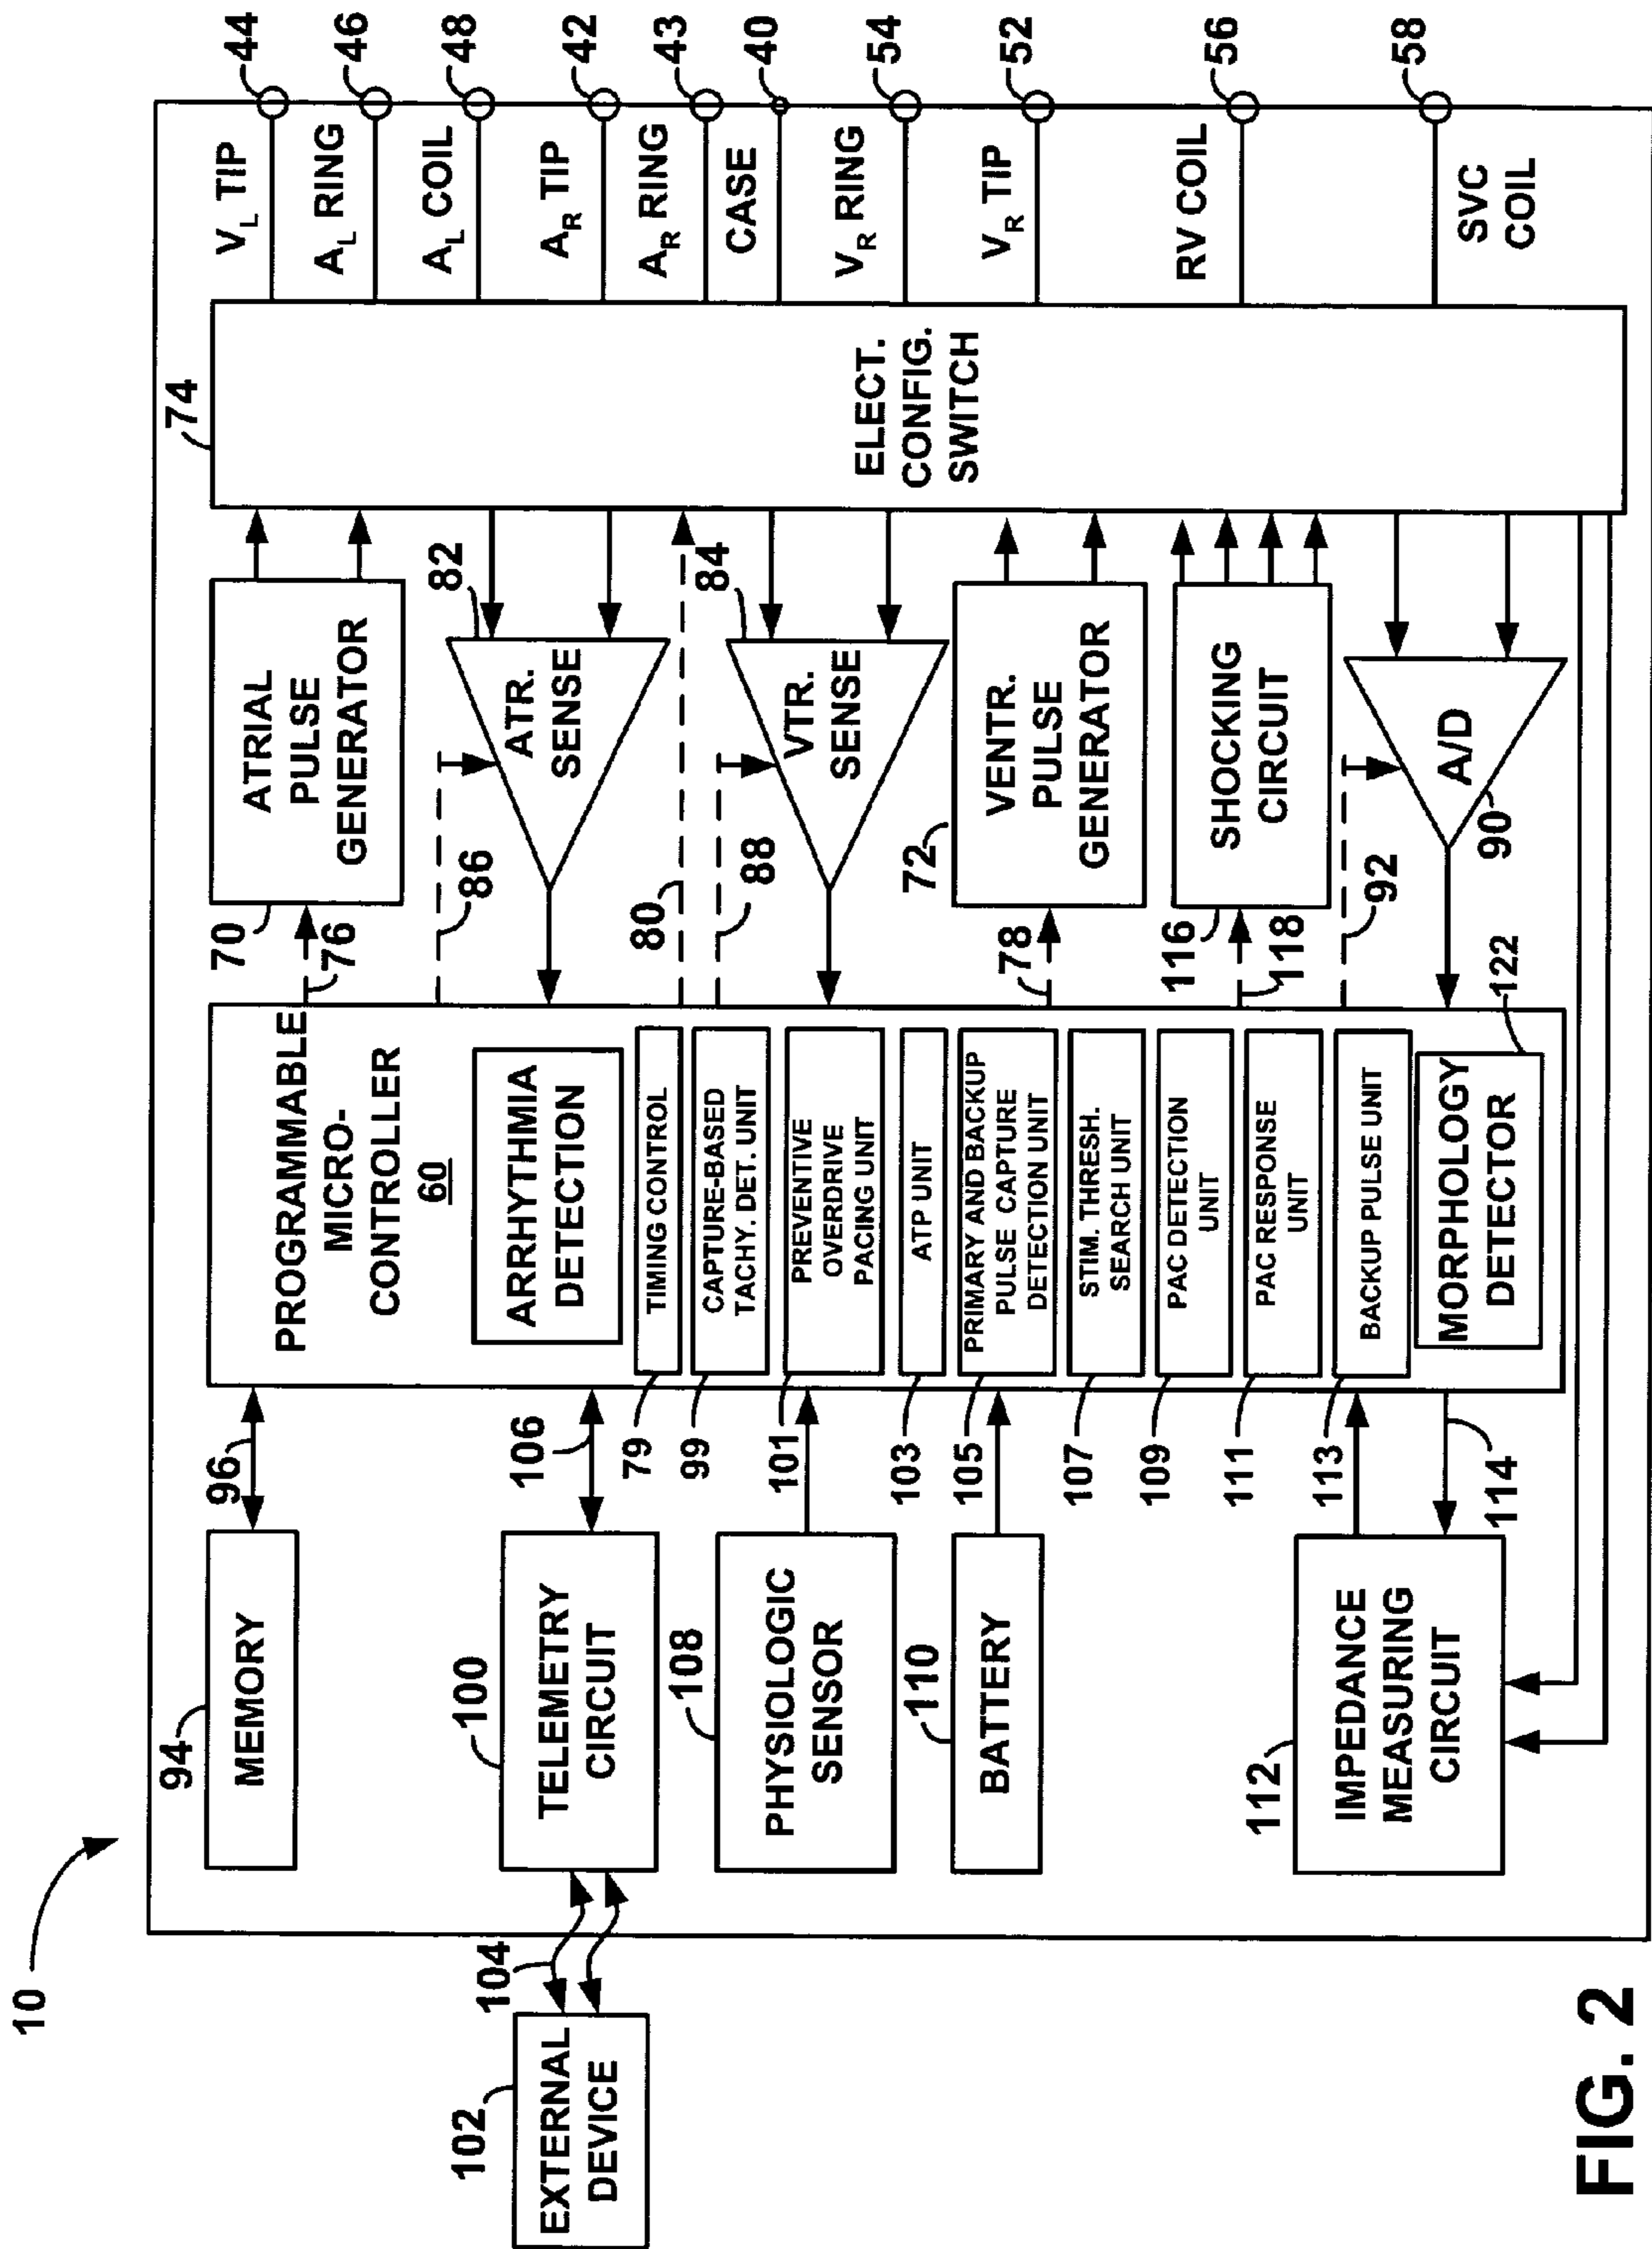 10
102
EXTERNAL
DEVICE
104
94
MEMORY
96
100
TELEMETRY
CIRCUIT
106
108
PHYSIOLOGIC
SENSOR
110
BATTERY
112
IMPEDANCE
MEASURING
CIRCUIT
114
PROGRAMMABLE
MICRO-
CONTROLLER
60
ARRHYTHMIA
DETECTION
79
TIMING CONTROL
99
CAPTURE-BASED
TACHY. DET. UNIT
101
PREVENTIVE
OVERDRIVE
PACING UNIT
103
ATP UNIT
105
PRIMARY AND BACKUP
PULSE CAPTURE
DETECTION UNIT
107
STIM. THRESH.
SEARCH UNIT
109
PAC DETECTION
UNIT
111
PAC RESPONSE
UNIT
113
BACKUP PULSE UNIT
MORPHOLOGY
DETECTOR
122
70
76
ATRIAL
PULSE
GENERATOR
86
82
ATR.
SENSE
80
88
84
VTR.
SENSE
72
78
VENTR.
PULSE
GENERATOR
116
118
SHOCKING
CIRCUIT
92
A/D
90
74
ELECT.
CONFIG.
SWITCH
VL TIP
44
AL RING
46
AL COIL
48
AR TIP
42
AR RING
43
CASE
40
VR RING
54
VR TIP
52
RV COIL
56
SVC
COIL
58
FIG. 2